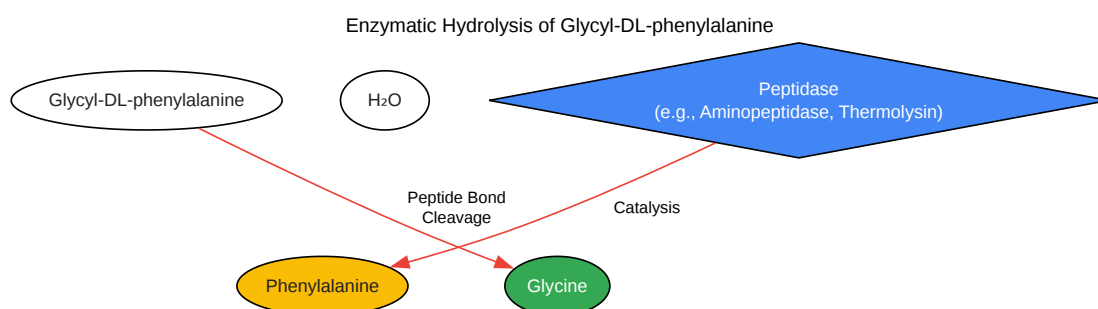 Enzymatic Hydrolysis of Glycyl-DL-phenylalanine
Glycyl-DL-phenylalanine
H₂O
Peptidase
(e.g., Aminopeptidase, Thermolysin)
Peptide Bond
Cleavage
Catalysis
Phenylalanine
Glycine